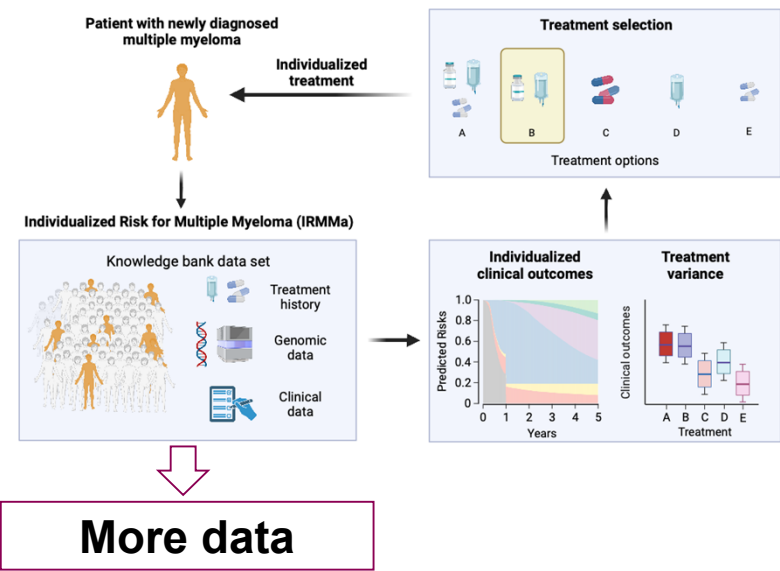 Patient with newly diagnosed
multiple myeloma
Individualized
treatment
Treatment selection
A
B
C
D
E
Treatment options
Individualized Risk for Multiple Myeloma (IRMMa)
Knowledge bank data set
Treatment
history
Genomic
data
Clinical
data
Individualized
clinical outcomes
Predicted Risks
1.0
0.8
0.6
0.4
0.2
0
0 1 2 3 4 5
Years
Treatment
variance
Clinical outcomes
A B C D E
Treatment
More data